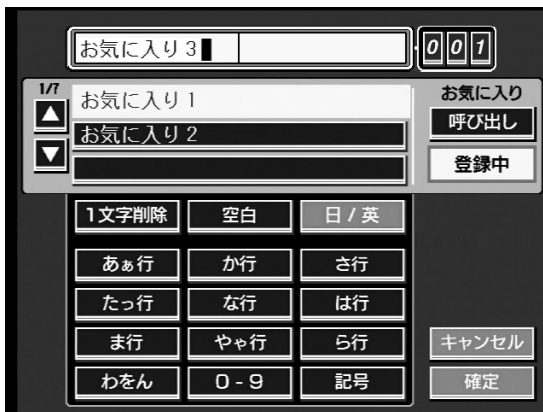 お気に入り3
001
1/7
お気に入り1
お気に入り
お気に入り2
呼び出し
登録中
1文字削除 空白 日/英
あぁ行 か行 さ行
たっ行 な行 は行
ま行 やゃ行 ら行 キャンセル
わをん 0-9 記号 確定